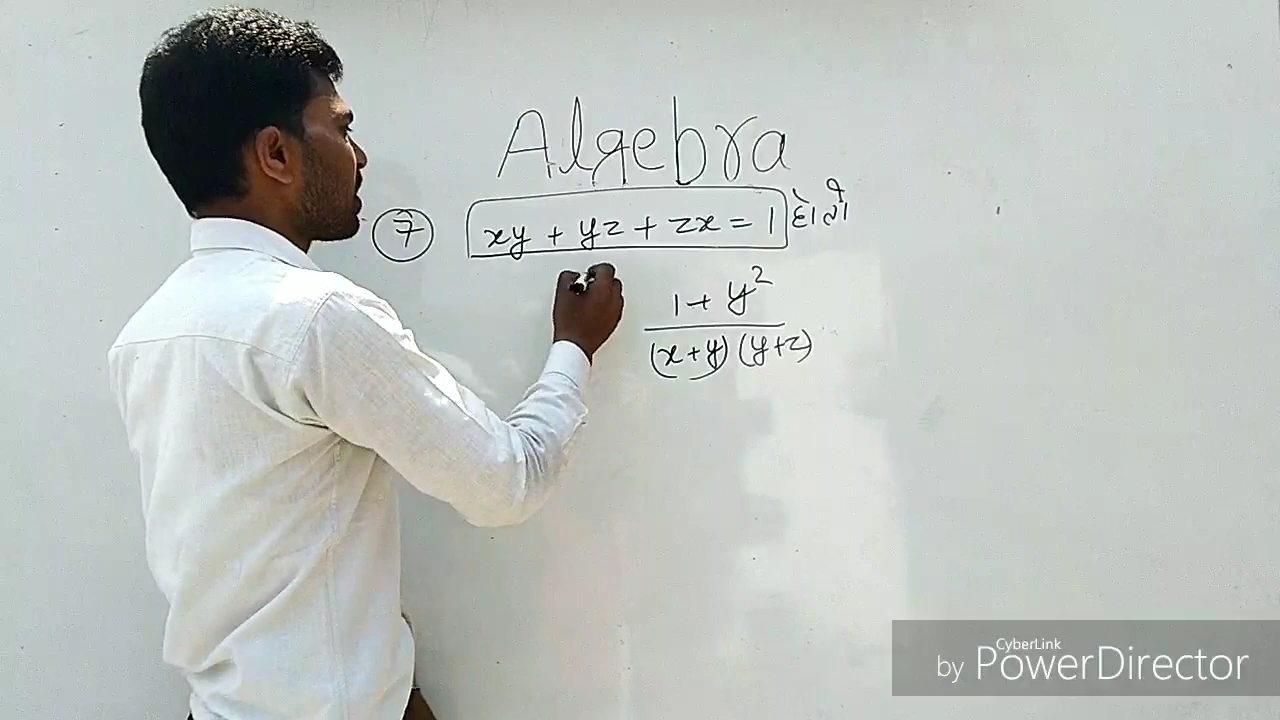 Algebra
7 xy + yz + zx = 1 હોતો
1 + y²
(x+y) (y+z)
CyberLink
by PowerDirector